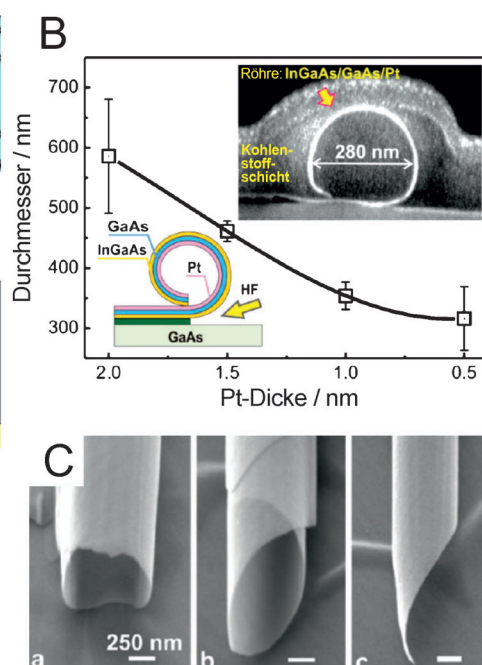 B
Durchmesser / nm
700
600
500
400
300
2.0
1.5
1.0
0.5
Pt-Dicke / nm
Röhre: InGaAs/GaAs/Pt
Kohlen-
stoff-
schicht
280 nm
GaAs
InGaAs
Pt
HF
GaAs
C
a
250 nm
b
c